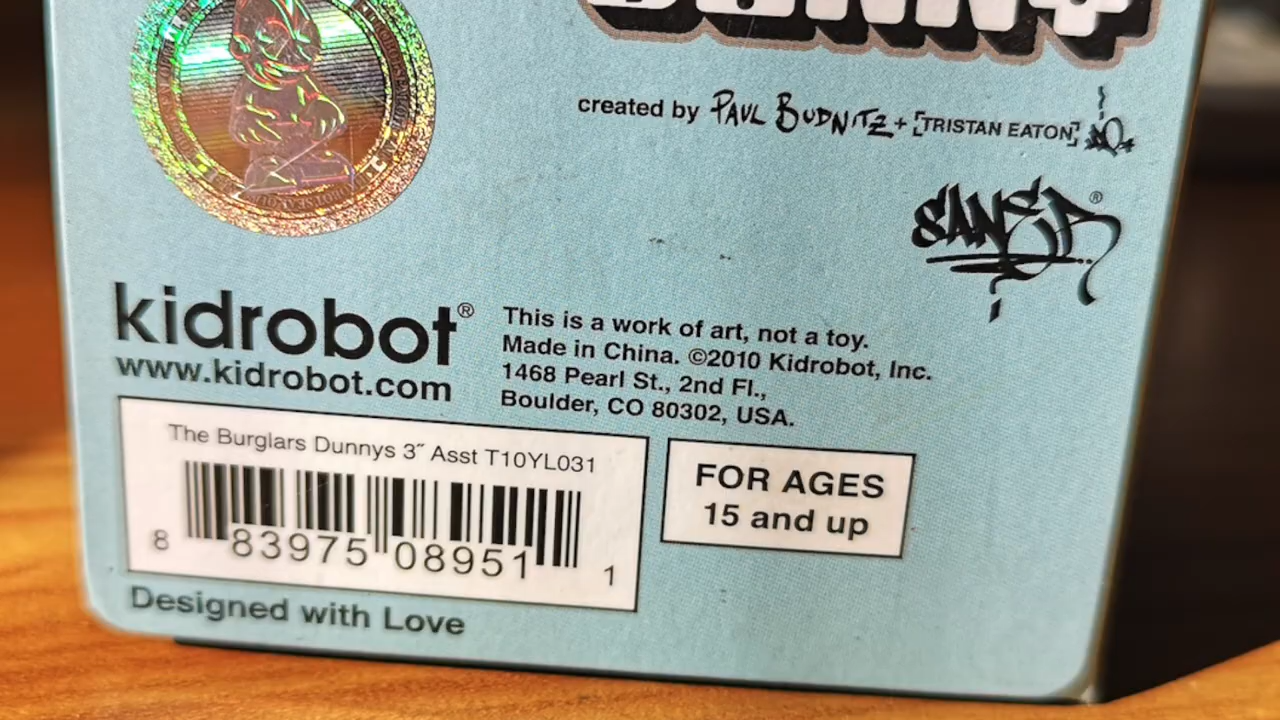 DUNNY
created by PAUL BUDNITZ + [TRISTAN EATON]
SANER®
kidrobot®
www.kidrobot.com
This is a work of art, not a toy.
Made in China. ©2010 Kidrobot, Inc.
1468 Pearl St., 2nd Fl.,
Boulder, CO 80302, USA.
The Burglars Dunnys 3˝ Asst T10YL031
8 83975 08951 1
FOR AGES
15 and up
Designed with Love